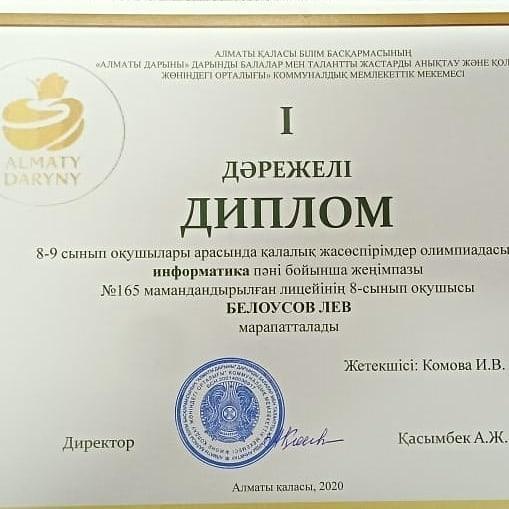 АЛМАТЫ ҚАЛАСЫ БІЛІМ БАСҚАРМАСЫНЫҢ
«АЛМАТЫ ДАРЫНЫ» ДАРЫНДЫ БАЛАЛАР МЕН ТАЛАНТТЫ ЖАСТАРДЫ АНЫҚТАУ ЖӘНЕ ҚОЛ
ЖӨНІНДЕГІ ОРТАЛЫҒЫ» КОММУНАЛДЫҚ МЕМЛЕКЕТТІК МЕКЕМЕСІ
ALMATY
DARYNY
I
ДӘРЕЖЕЛІ
ДИПЛОМ
8-9 сынып оқушылары арасында қалалық жасөспірімдер олимпиадасы
информатика пәні бойынша жеңімпазы
№165 мамандандырылған лицейінің 8-сынып оқушысы
БЕЛОУСОВ ЛЕВ
марапатталады
Жетекшісі: Комова И.В.
Директор
Қасымбек А.Ж.
Алматы қаласы, 2020